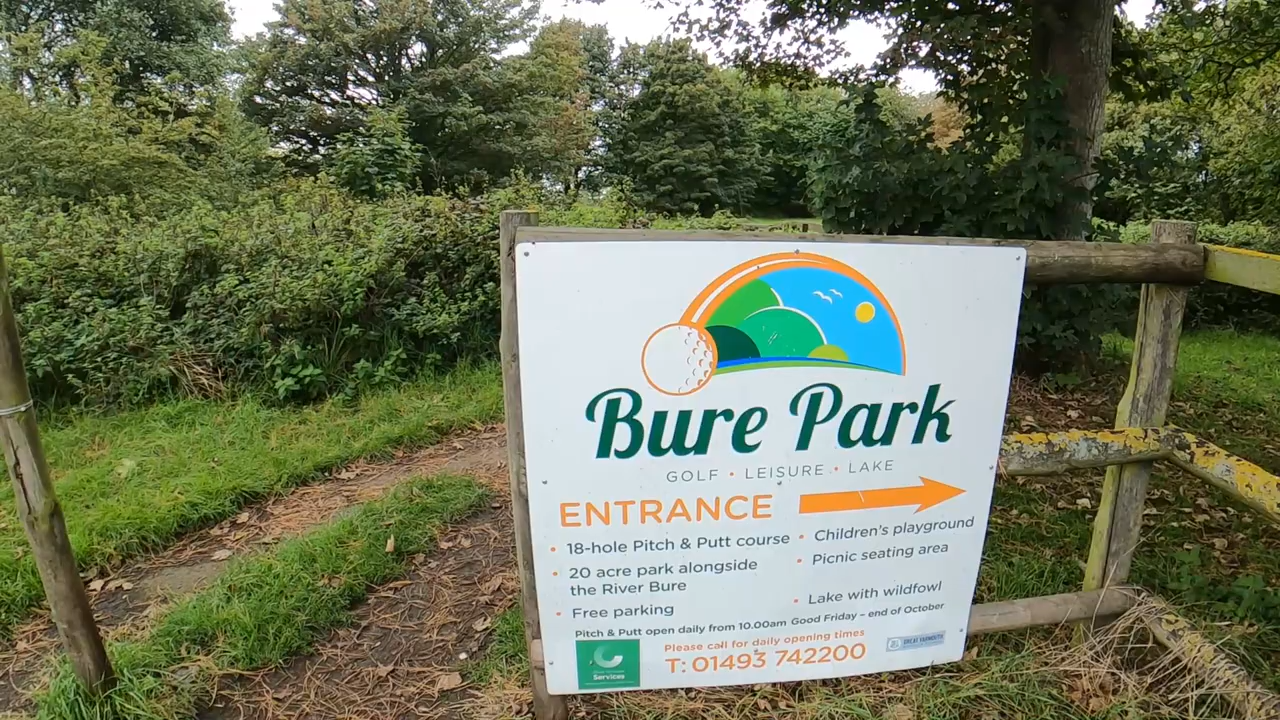 Bure Park
GOLF • LEISURE • LAKE
ENTRANCE
• 18-hole Pitch & Putt course
• 20 acre park alongside
the River Bure
• Free parking
• Children's playground
• Picnic seating area
• Lake with wildfowl
Pitch & Putt open daily from 10.00am Good Friday – end of October
Please call for daily opening times
T: 01493 742200
Services
GREAT YARMOUTH